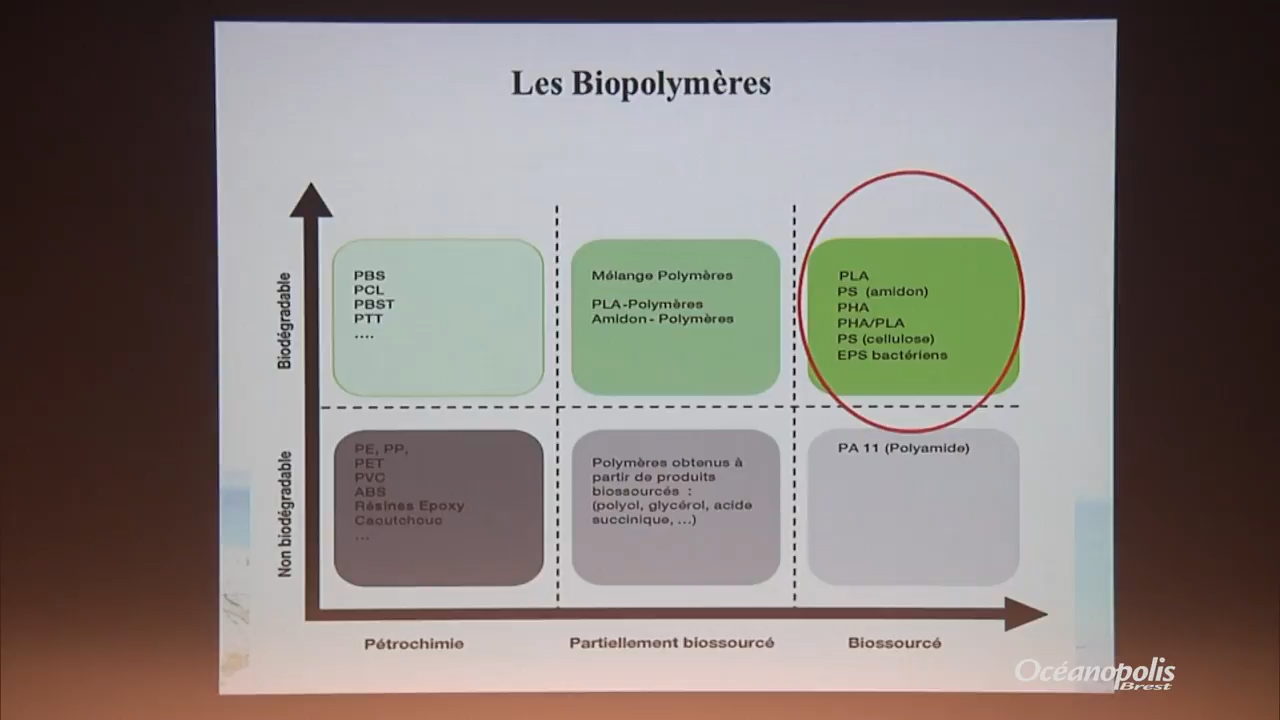 Les Biopolymères
Biodégradable
PBS
PCL
PBST
PTT
....
Mélange Polymères
PLA-Polymères
Amidon - Polymères
PLA
PS (amidon)
PHA
PHA/PLA
PS (cellulose)
EPS bactériens
Non biodégradable
PE, PP,
PET
PVC
ABS
Résines Epoxy
Caoutchouc
...
Polymères obtenus à
partir de produits
biossourcés :
(polyol, glycérol, acide
succinique, ...)
PA 11 (Polyamide)
Pétrochimie
Partiellement biossourcé
Biossourcé
Océanopolis
Brest